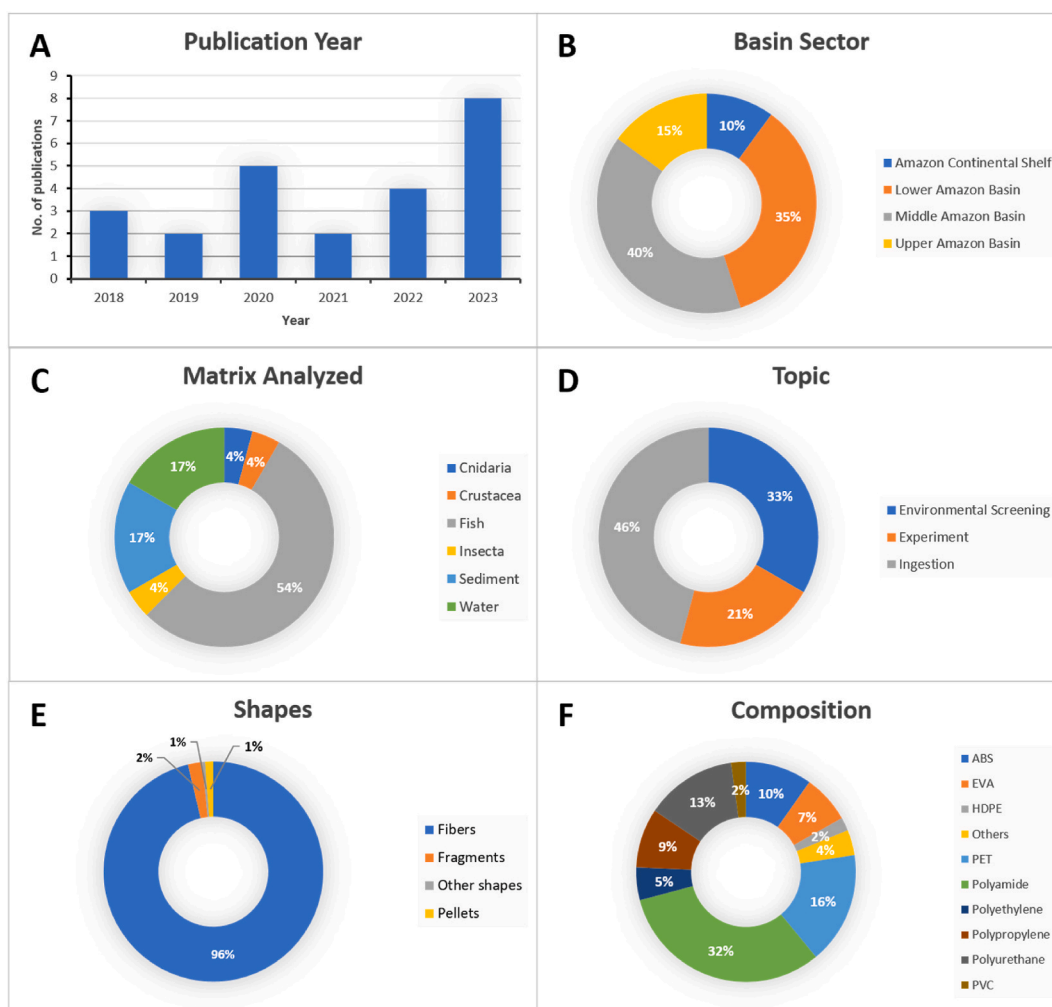 A
Publication Year
No. of publications
9
8
7
6
5
4
3
2
1
0
2018
2019
2020
2021
2022
2023
Year
B
Basin Sector
10%
35%
40%
15%
Amazon Continental Shelf
Lower Amazon Basin
Middle Amazon Basin
Upper Amazon Basin
C
Matrix Analyzed
4%
4%
54%
4%
17%
17%
Cnidaria
Crustacea
Fish
Insecta
Sediment
Water
D
Topic
33%
21%
46%
Environmental Screening
Experiment
Ingestion
E
Shapes
1%
2%
1%
96%
Fibers
Fragments
Other shapes
Pellets
F
Composition
10%
7%
2%
4%
16%
32%
5%
9%
13%
2%
ABS
EVA
HDPE
Others
PET
Polyamide
Polyethylene
Polypropylene
Polyurethane
PVC